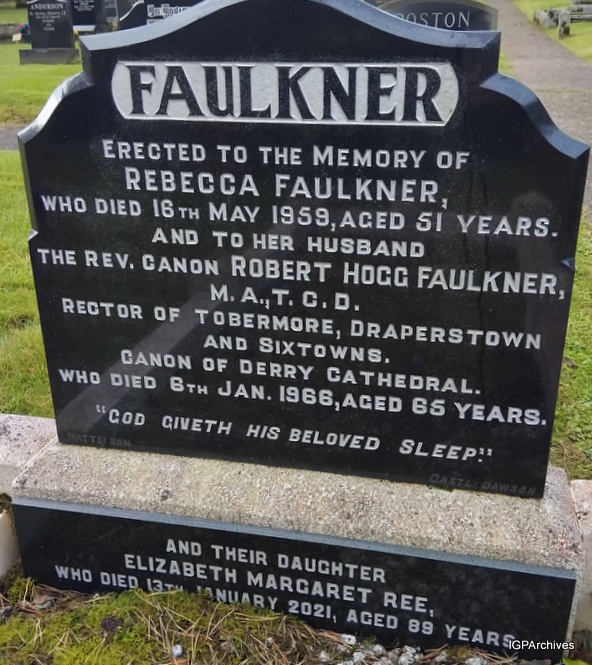 ANDERSON
POSTON
FAULKNER
ERECTED TO THE MEMORY OF
REBECCA FAULKNER,
WHO DIED 16TH MAY 1959, AGED 51 YEARS.
AND TO HER HUSBAND
THE REV. CANON ROBERT HOGG FAULKNER,
M.A., T.C.D.
RECTOR OF TOBERMORE, DRAPERSTOWN
AND SIXTOWNS.
CANON OF DERRY CATHEDRAL.
WHO DIED 6TH JAN. 1966, AGED 65 YEARS.
"GOD GIVETH HIS BELOVED SLEEP."
WATTERSON
CASTLEDAWSON
AND THEIR DAUGHTER
ELIZABETH MARGARET REE,
WHO DIED 13TH JANUARY 2021, AGED 89 YEARS
IGPArchives